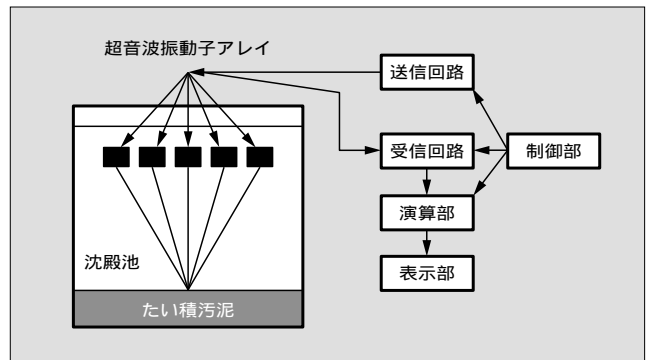 超音波振動子アレイ
送信回路
受信回路
制御部
演算部
沈殿池
表示部
たい積汚泥